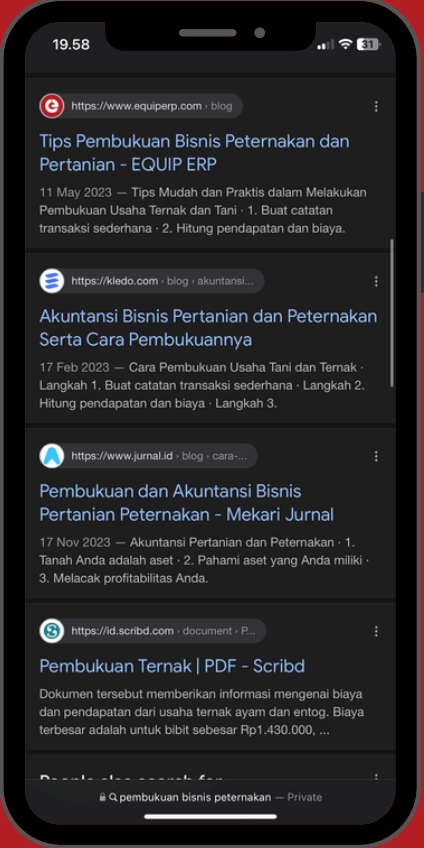 19.58
31
https://www.equiperp.com › blog
Tips Pembukuan Bisnis Peternakan dan
Pertanian - EQUIP ERP
11 May 2023 — Tips Mudah dan Praktis dalam Melakukan
Pembukuan Usaha Ternak dan Tani · 1. Buat catatan
transaksi sederhana · 2. Hitung pendapatan dan biaya.
https://kledo.com › blog › akuntansi...
Akuntansi Bisnis Pertanian dan Peternakan
Serta Cara Pembukuannya
17 Feb 2023 — Cara Pembukuan Usaha Tani dan Ternak ·
Langkah 1. Buat catatan transaksi sederhana · Langkah 2.
Hitung pendapatan dan biaya · Langkah 3.
https://www.jurnal.id › blog › cara-...
Pembukuan dan Akuntansi Bisnis
Pertanian Peternakan - Mekari Jurnal
17 Nov 2023 — Akuntansi Pertanian dan Peternakan · 1.
Tanah Anda adalah aset · 2. Pahami aset yang Anda miliki ·
3. Melacak profitabilitas Anda.
https://id.scribd.com › document › P...
Pembukuan Ternak | PDF - Scribd
Dokumen tersebut memberikan informasi mengenai biaya
dan pendapatan dari usaha ternak ayam dan entog. Biaya
terbesar adalah untuk bibit sebesar Rp1.430.000, ...
People also search for
pembukuan bisnis peternakan — Private